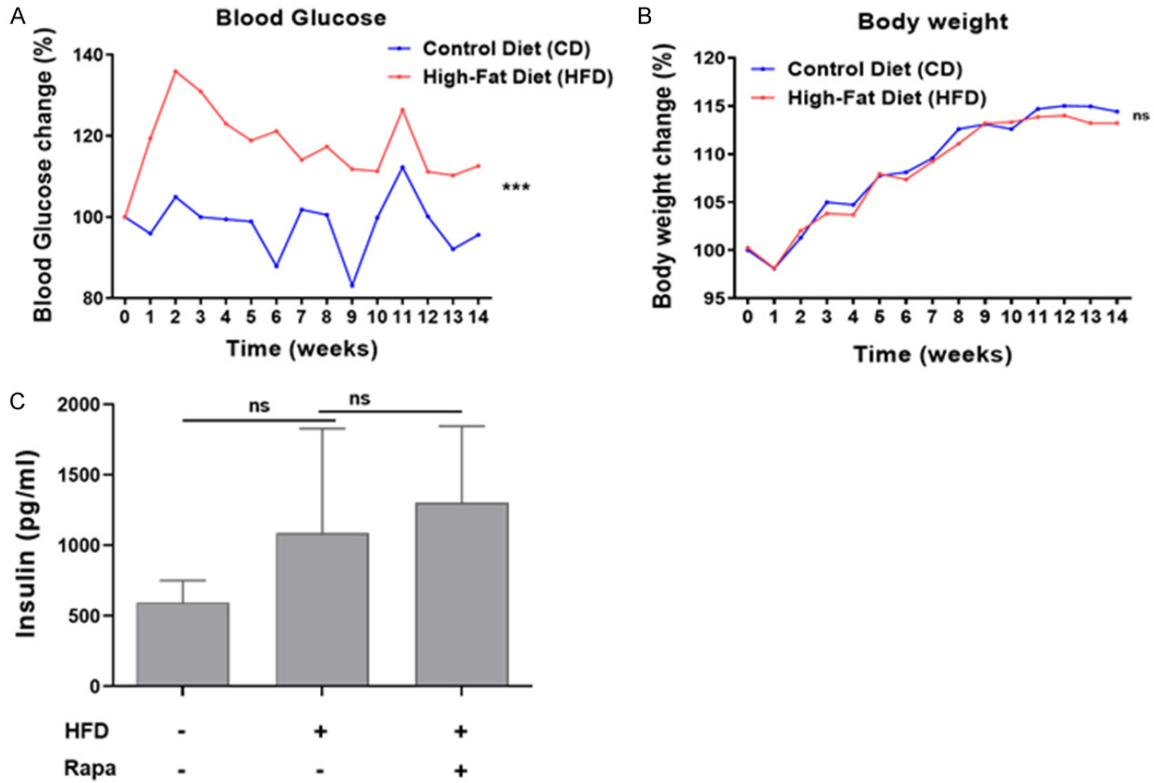 A
Blood Glucose
Control Diet (CD)
High-Fat Diet (HFD)
Blood Glucose change (%)
140
120
100
80
***
0 1 2 3 4 5 6 7 8 9 10 11 12 13 14
Time (weeks)
B
Body weight
Control Diet (CD)
High-Fat Diet (HFD)
Body weight change (%)
120
115
110
105
100
95
ns
0 1 2 3 4 5 6 7 8 9 10 11 12 13 14
Time (weeks)
C
Insulin (pg/ml)
2000
1500
1000
500
0
ns
ns
HFD - + +
Rapa - - +